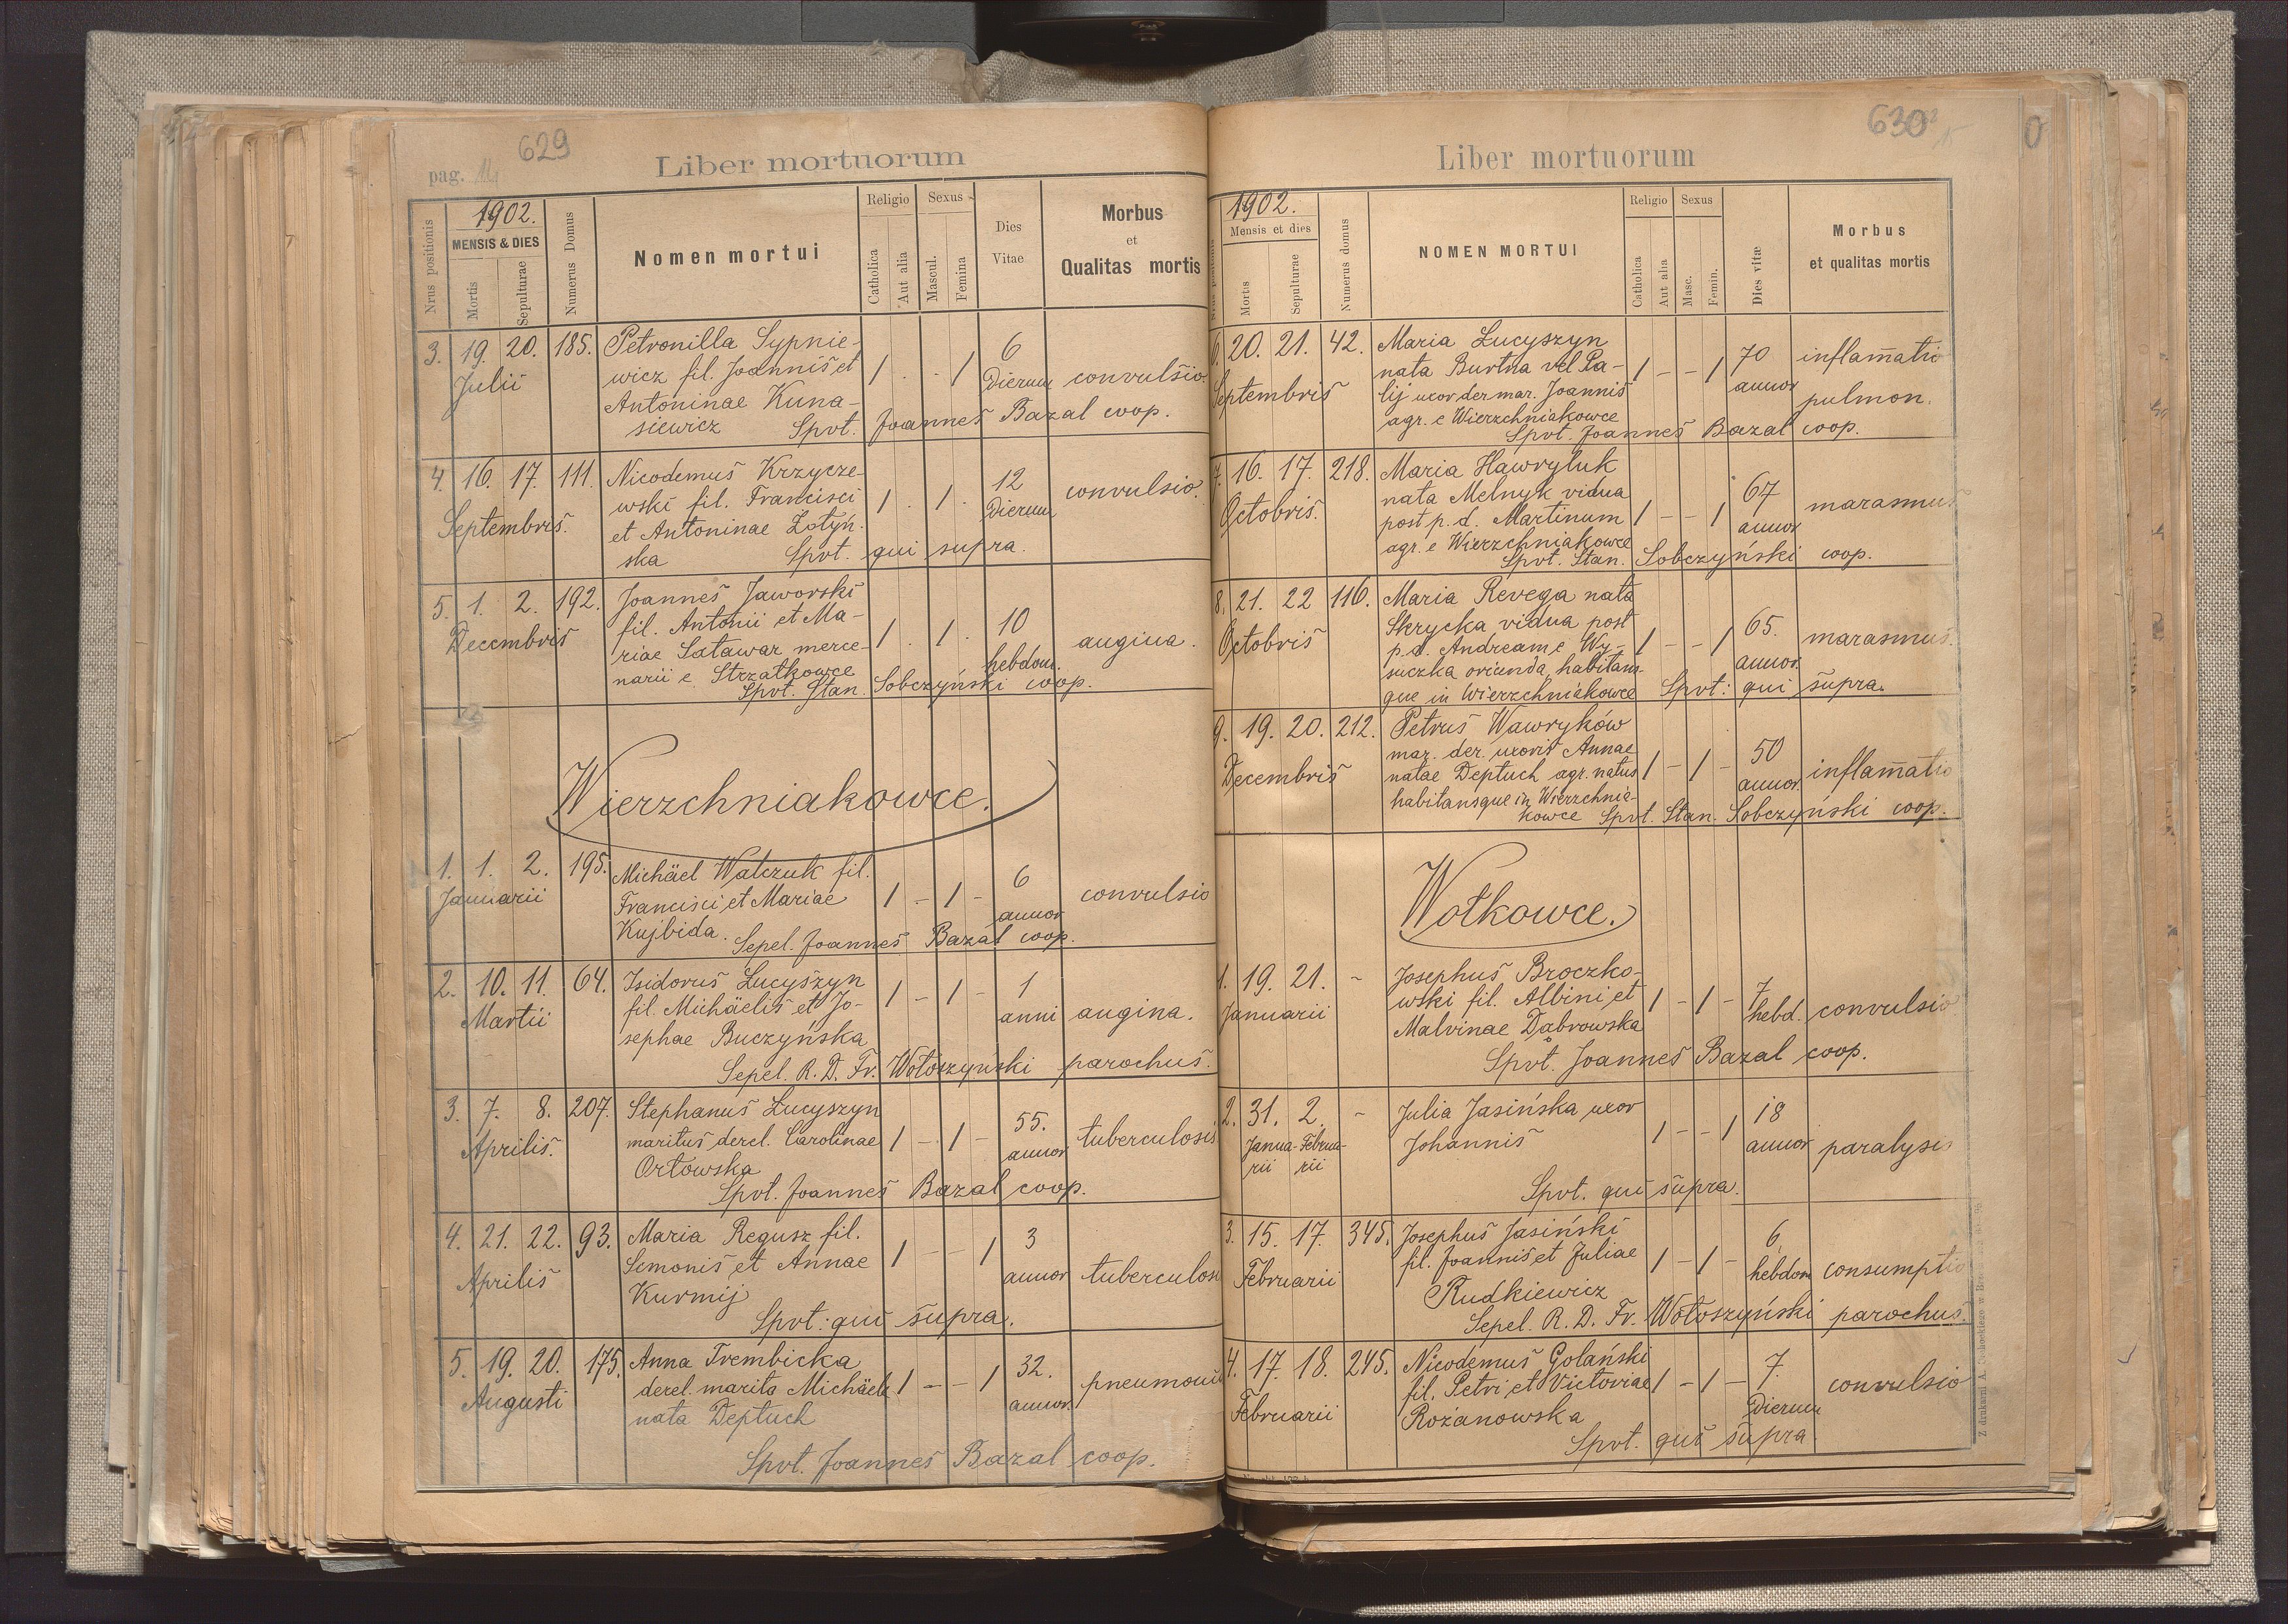 629
pag. 14
Liber mortuorum
Nrus positionis
1902.
MENSIS & DIES
Mortis
Sepulturae
Numerus Domus
Nomen mortui
Religio
Catholica
Aut alia
Sexus
Mascul.
Femina
Dies
Vitae
Morbus
et
Qualitas mortis
3. 19. 20. 185. Petronilla Sypnie- 6
Julii wicz fil. Joannis et 1 . . 1 Dierum convulsio
Antoninae Kuna-
siewicz Spvt. Joannes Bazal coop.
4. 16. 17. 111. Nicodemus Krzycze- 12
Septembris. wski fil. Francisci 1 . 1 . Dierum convulsio.
et Antoninae Zotyń-
ska Spvt. qui supra.
5. 1. 2. 192. Joannes Jaworski
Decembris fil. Antonii et Ma- 10
riae Satawar merce- 1 . 1 . hebdom. angina.
narii e Strzatkowce
Spvt. Stan. Sobczyński coop.
Wierzchniakowce.
1. 1. 2. 195. Michäel Watczuk fil. 6
Januarii Francisci et Mariae 1 - 1 - annor convulsio
Kujbida. Sepel. Joannes Bazal coop.
2. 10. 11. 64. Isidorus Lucyszyn 1
Martii fil. Michäelis et Jo- 1 - 1 - anni angina.
sephae Buczyńska
Sepel. R. D. Fr. Wotoszynski parochus.
3. 7. 8. 207. Stephanus Lucyszyn 55.
Aprilis. maritus derel. Carolinae 1 - 1 - annor tuberculosis
Ortowska
Spvt. Joannes Bazal coop.
4. 21. 22. 93. Maria Regusz fil. 3
Aprilis Semonis et Annae 1 - - 1 annor tuberculosi
Kurmij
Spvt: qui supra.
5. 19. 20. 175. Anna Trembicka 32.
Augusti derel. marita Michäelis 1 - - 1 annor. pneumoni
nata Deptuch
Spvt. Joannes Bazal coop.
630
0
Liber mortuorum
1902.
Mensis et dies
Mortis
Sepulturae
Numerus domus
NOMEN MORTUI
Religio
Catholica
Aut alia
Sexus
Masc.
Femin.
Dies vitæ
Morbus
et qualitas mortis
6. 20. 21. 42. Maria Lucyszyn
Septembris nata Burtna vel Pa- 1 - - 1 70 inflam̄atio
lij uxor der mar. Joannis annor pulmon.
agr. e Wierzchniakowce
Spvt. Joannes Bazal coop.
7. 16. 17. 218. Maria Hawryluk
Octobris. nata Melnyk vidua 67
post p. d. Martinum 1 - - 1 annor marasmus
agr. e Wierzchniakowce
Spvt. Stan. Sobczyński coop.
8. 21. 22 116. Maria Revega nata
Octobris Skrycka vidua post 65.
p. d. Andream e Wy- 1 - - 1 annor. marasmus.
suczka oriunda, habitans-
que in Wierzchniakowce Spvt: qui supra.
9. 19. 20. 212. Petrus Wawryków
Decembris mar. der. uxoris Annae 50
natae Deptuch agr. natus 1 - 1 - annor. inflam̄atio
habitansque in Wierzchnia-
kowce Spvt. Stan. Sobczyński coop.
Wotkowce.
1. 19. 21. - Josephus Broczko-
Januarii wski fil. Albini et 1 - 1 - 7 hebd. convulsio
Malvinae Dąbrowska
Spvt. Joannes Bazal coop.
2. 31. 2. - Julia Jasińska uxor 18
Janua- Februa- Johannis 1 - - 1 annor paralysis
rii rii
Spvt. qui supra.
3. 15. 17. 345. Josephus Jasiński 6
Februarii fil. Joannis et Juliae 1 - 1 - hebdom consumptio
Rudkiewicz
Sepel. R. D. Fr. Wotoszyński parochus.
4. 17. 18. 245. Nicodemus Golański 7.
Februarii fil. Petri et Victoriae 1 - 1 - Dierum convulsio
Rożanowska
Spvt. qui supra